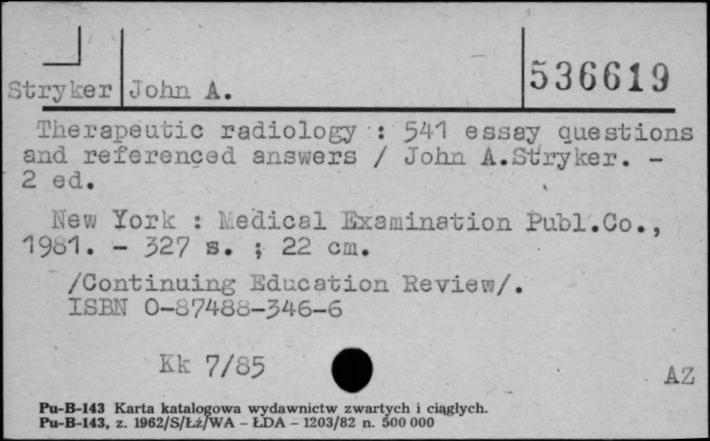 Stryker John A. 536619
Therapeutic radiology : 541 essay questions
and referenced answers / John A.Stryker. -
2 ed.
New York : Medical Examination Publ.Co.,
1981. - 327 s. ; 22 cm.
/Continuing Education Review/.
ISBN 0-87488-346-6
Kk 7/85
AZ
Pu-B-143 Karta katalogowa wydawnictw zwartych i ciągłych.
Pu-B-143, z. 1962/S/Łż/WA - ŁDA - 1203/82 n. 500 000